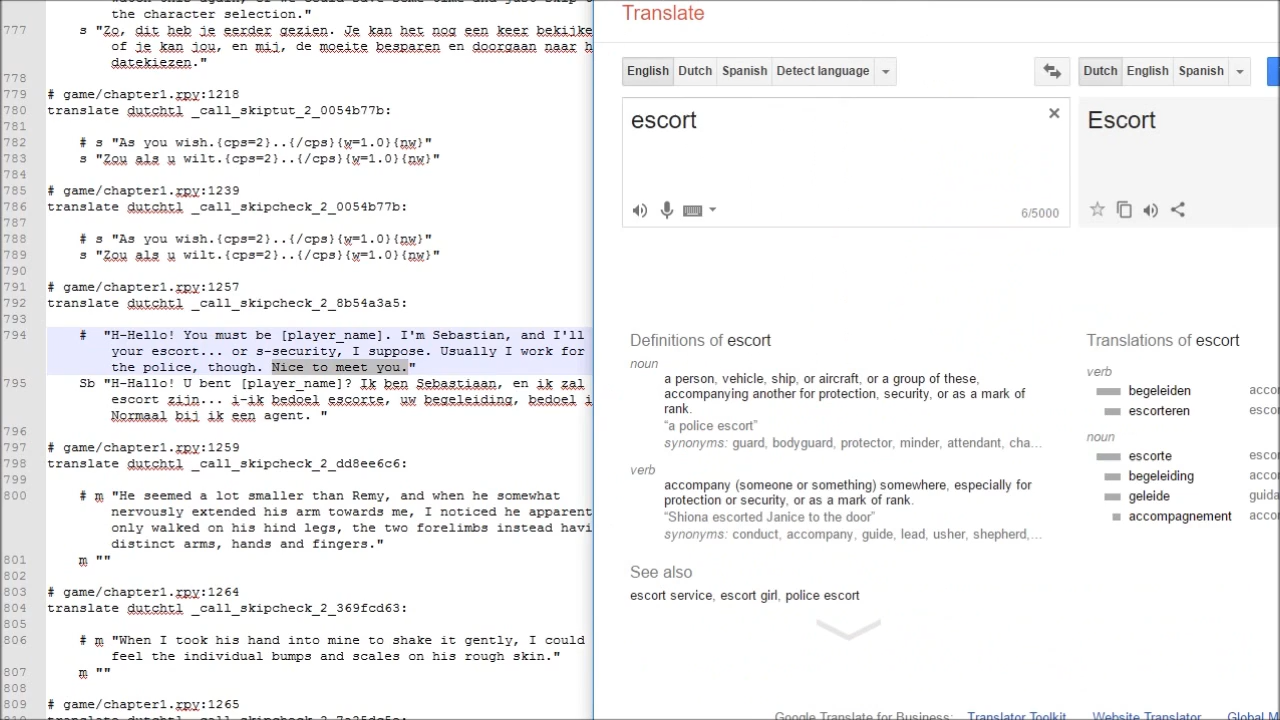 the character selection."
777 s "Zo, dit heb je eerder gezien. Je kan het nog een keer bekijke
of je kan jou, en mij, de moeite besparen en doorgaan naar h
datekiezen."
778
779 # game/chapter1.rpy:1218
780 translate dutchtl _call_skiptut_2_0054b77b:
781
782 # s "As you wish.{cps=2}..{/cps}{w=1.0}{nw}"
783 s "Zou als u wilt.{cps=2}..{/cps}{w=1.0}{nw}"
784
785 # game/chapter1.rpy:1239
786 translate dutchtl _call_skipcheck_2_0054b77b:
787
788 # s "As you wish.{cps=2}..{/cps}{w=1.0}{nw}"
789 s "Zou als u wilt.{cps=2}..{/cps}{w=1.0}{nw}"
790
791 # game/chapter1.rpy:1257
792 translate dutchtl _call_skipcheck_2_8b54a3a5:
793
794 # "H-Hello! You must be [player_name]. I'm Sebastian, and I'll
your escort... or s-security, I suppose. Usually I work for
the police, though. Nice to meet you."
795 Sb "H-Hallo! U bent [player_name]? Ik ben Sebastiaan, en ik zal
escort zijn... i-ik bedoel escorte, uw begeleiding, bedoel i
Normaal bij ik een agent. "
796
797 # game/chapter1.rpy:1259
798 translate dutchtl _call_skipcheck_2_dd8ee6c6:
799
800 # m "He seemed a lot smaller than Remy, and when he somewhat
nervously extended his arm towards me, I noticed he apparent
only walked on his hind legs, the two forelimbs instead havi
distinct arms, hands and fingers."
801 m ""
802
803 # game/chapter1.rpy:1264
804 translate dutchtl _call_skipcheck_2_369fcd63:
805
806 # m "When I took his hand into mine to shake it gently, I could
feel the individual bumps and scales on his rough skin."
807 m ""
808
809 # game/chapter1.rpy:1265
Translate
English Dutch Spanish Detect language
Dutch English Spanish
escort
Escort
6/5000
Definitions of escort
noun
a person, vehicle, ship, or aircraft, or a group of these,
accompanying another for protection, security, or as a mark of
rank.
"a police escort"
synonyms: guard, bodyguard, protector, minder, attendant, cha...
verb
accompany (someone or something) somewhere, especially for
protection or security, or as a mark of rank.
"Shiona escorted Janice to the door"
synonyms: conduct, accompany, guide, lead, usher, shepherd,...
See also
escort service, escort girl, police escort
Translations of escort
verb
begeleiden acco
escorteren escor
noun
escorte escor
begeleiding acco
geleide guida
accompagnement acco
Google Translate for Business: Translator Toolkit Website Translator Global M